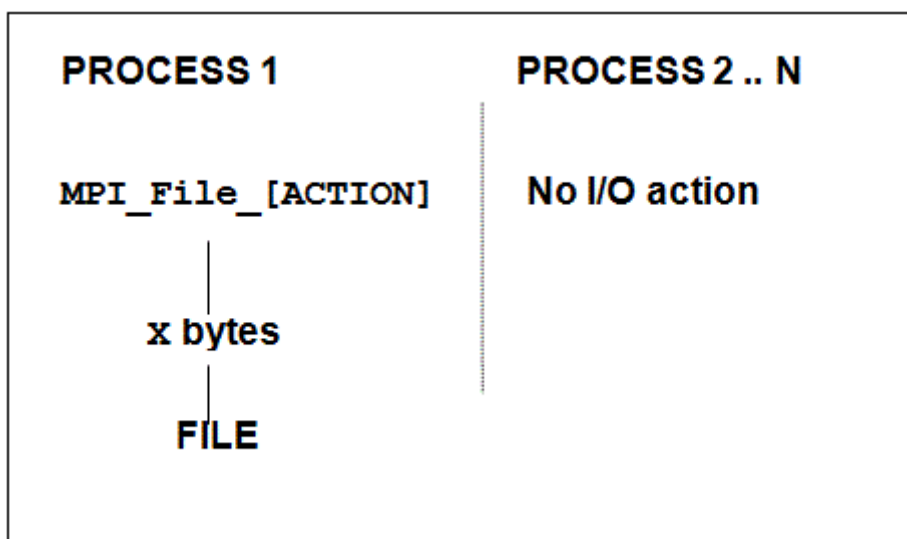 PROCESS 1
PROCESS 2 .. N
MPI_File_[ACTION]
No I/O action
x bytes
FILE